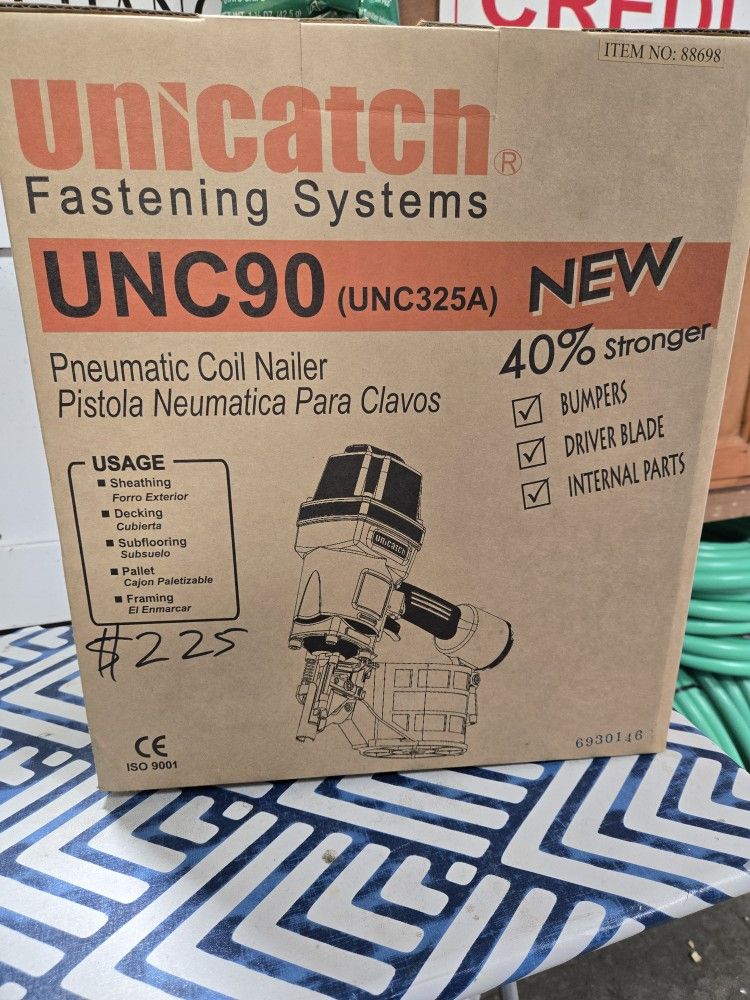 CREDI
ITEM NO: 88698
unicatch®
Fastening Systems
UNC90 (UNC325A) NEW
40% Stronger
Pneumatic Coil Nailer
Pistola Neumatica Para Clavos
☑ BUMPERS
☑ DRIVER BLADE
☑ INTERNAL PARTS
USAGE
■ Sheathing
Forro Exterior
■ Decking
Cubierta
■ Subflooring
Subsuelo
■ Pallet
Cajon Paletizable
■ Framing
El Enmarcar
$225
unicatch
CE
ISO 9001
6930146